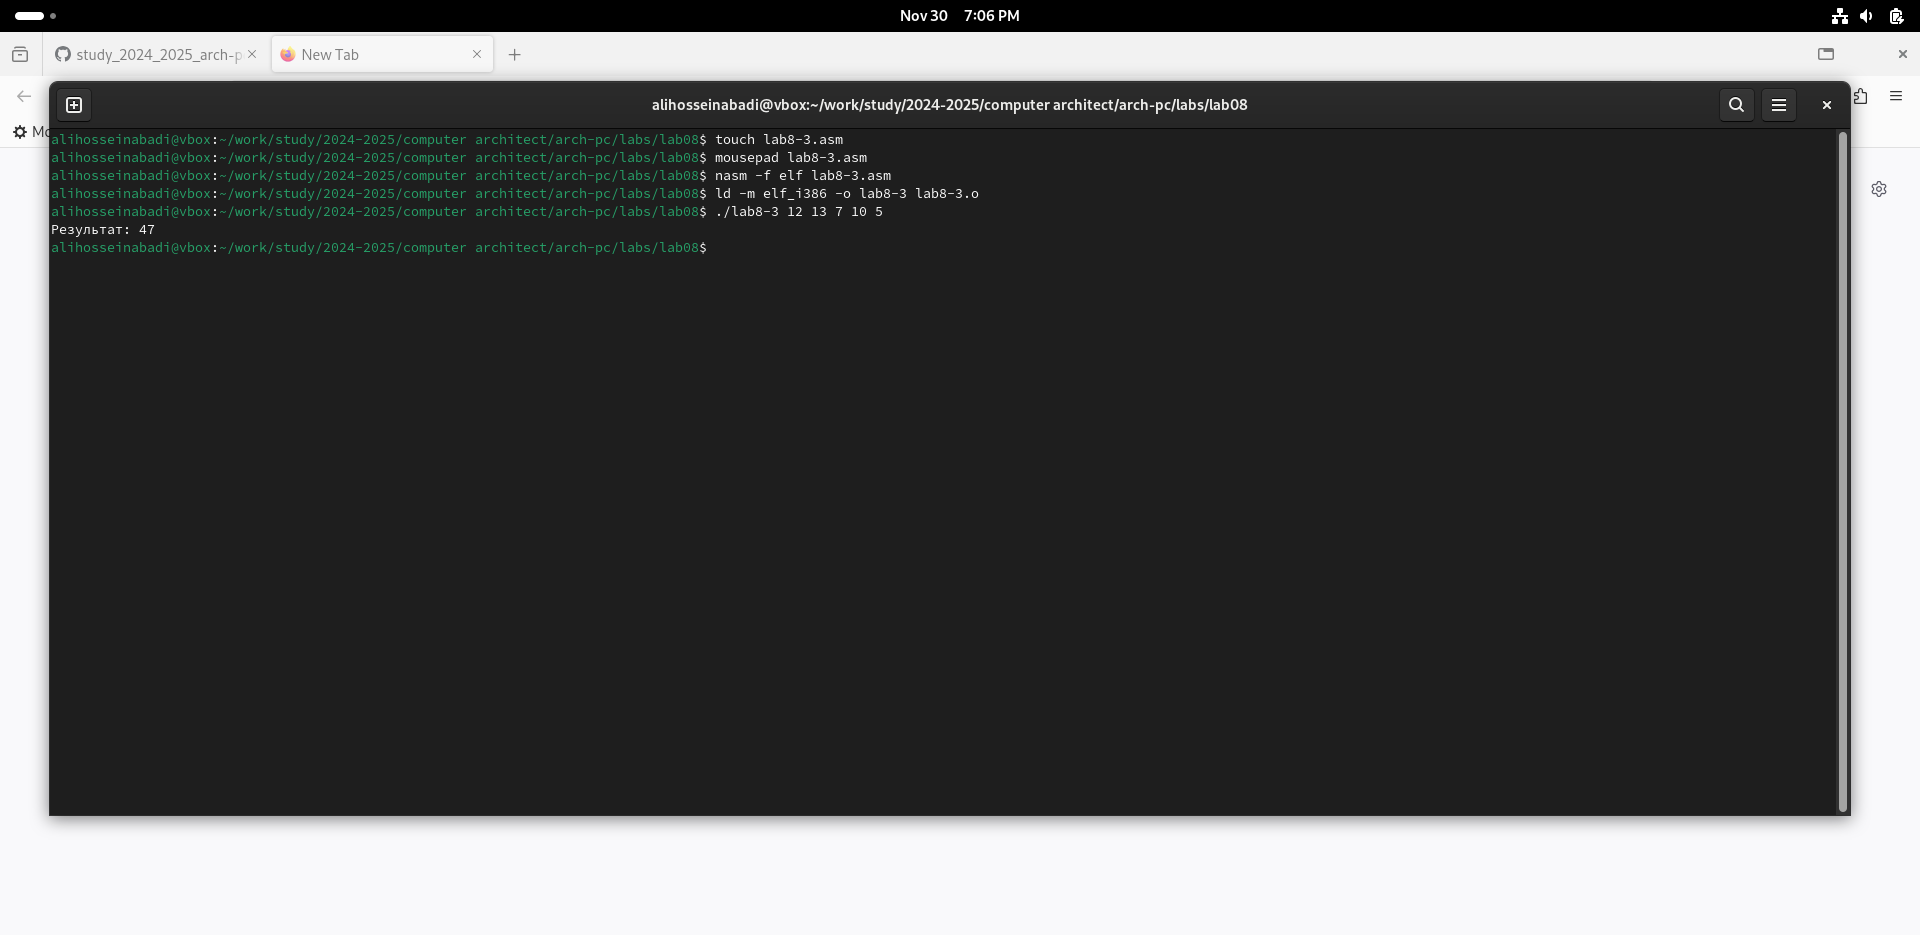 Nov 30 7:06 PM
study_2024_2025_arch-p
New Tab
alihosseinabadi@vbox:~/work/study/2024-2025/computer architect/arch-pc/labs/lab08
alihosseinabadi@vbox:~/work/study/2024-2025/computer architect/arch-pc/labs/lab08$ touch lab8-3.asm
alihosseinabadi@vbox:~/work/study/2024-2025/computer architect/arch-pc/labs/lab08$ mousepad lab8-3.asm
alihosseinabadi@vbox:~/work/study/2024-2025/computer architect/arch-pc/labs/lab08$ nasm -f elf lab8-3.asm
alihosseinabadi@vbox:~/work/study/2024-2025/computer architect/arch-pc/labs/lab08$ ld -m elf_i386 -o lab8-3 lab8-3.o
alihosseinabadi@vbox:~/work/study/2024-2025/computer architect/arch-pc/labs/lab08$ ./lab8-3 12 13 7 10 5
Результат: 47
alihosseinabadi@vbox:~/work/study/2024-2025/computer architect/arch-pc/labs/lab08$